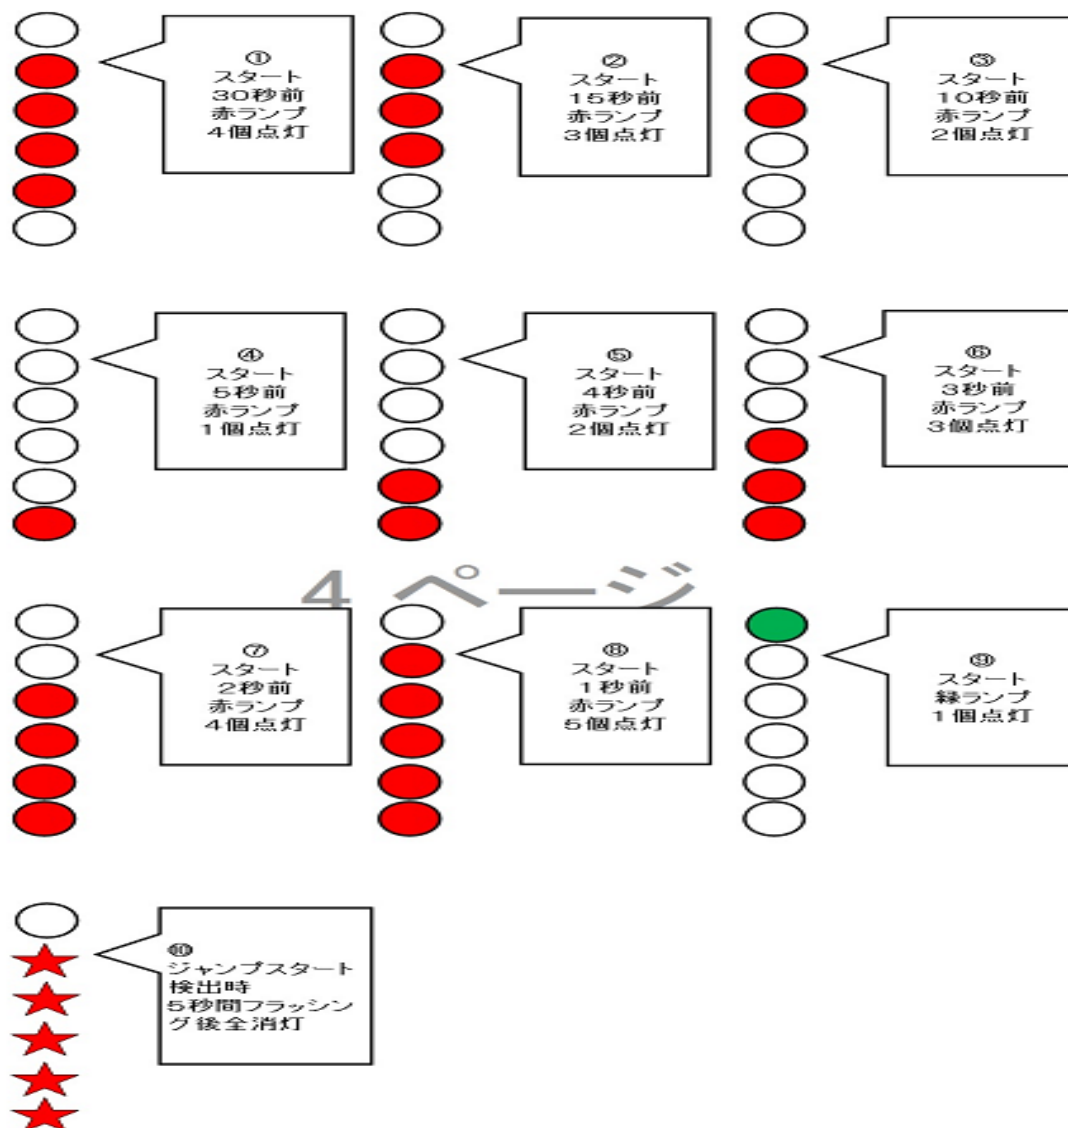 ①
スタート
30秒前
赤ランプ
4個点灯
②
スタート
15秒前
赤ランプ
3個点灯
③
スタート
10秒前
赤ランプ
2個点灯
④
スタート
5秒前
赤ランプ
1個点灯
⑤
スタート
4秒前
赤ランプ
2個点灯
⑥
スタート
3秒前
赤ランプ
3個点灯
4 ページ
⑦
スタート
2秒前
赤ランプ
4個点灯
⑧
スタート
1秒前
赤ランプ
5個点灯
⑨
スタート
緑ランプ
1個点灯
⑩
ジャンプスタート
検出時
5秒間フラッシン
グ後全消灯